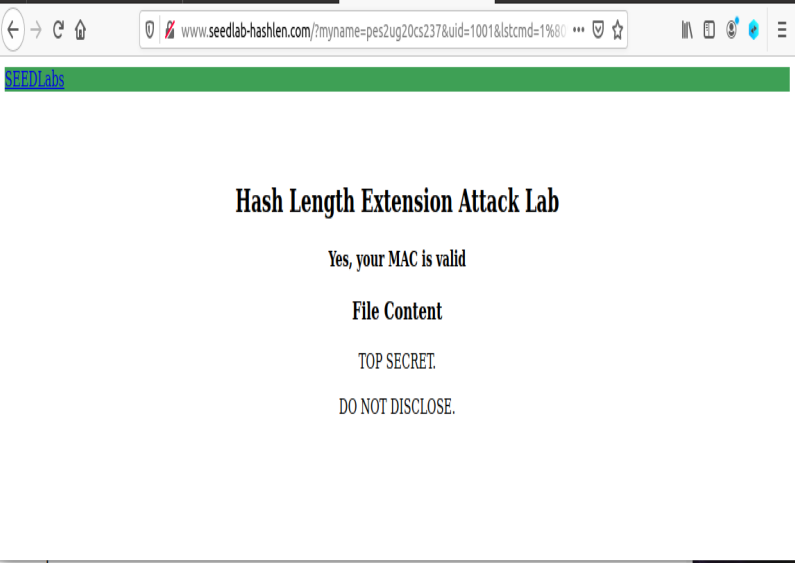 www.seedlab-hashlen.com/?myname=pes2ug20cs237&uid=1001&lstcmd=1%80
SEEDLabs
Hash Length Extension Attack Lab
Yes, your MAC is valid
File Content
TOP SECRET.
DO NOT DISCLOSE.